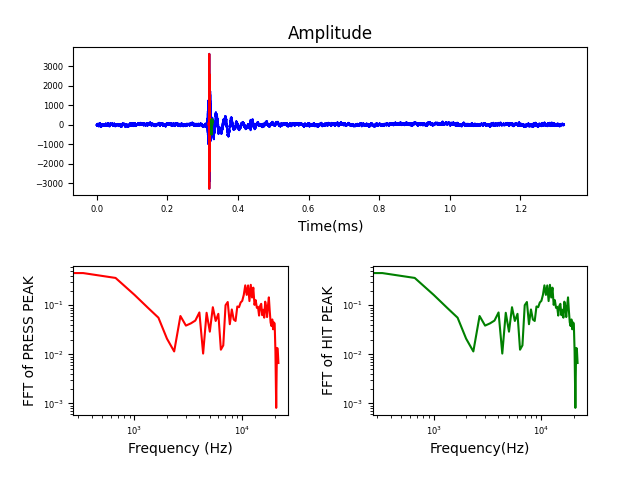 Amplitude
3000
2000
1000
0
−1000
−2000
−3000
0.0 0.2 0.4 0.6 0.8 1.0 1.2
Time(ms)
FFT of PRESS PEAK
10⁻¹
10⁻²
10⁻³
10³ 10⁴
Frequency (Hz)
FFT of HIT PEAK
10⁻¹
10⁻²
10⁻³
10³ 10⁴
Frequency(Hz)